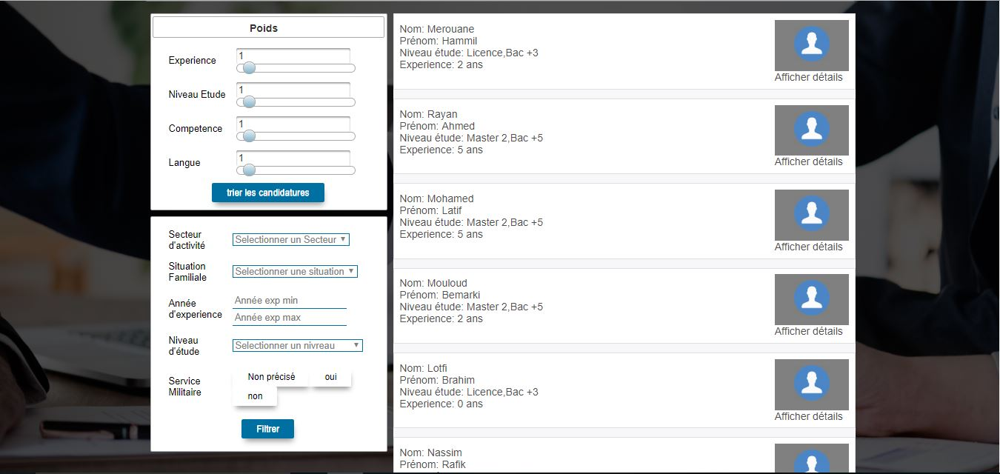 Poids
Experience
1
Niveau Etude
1
Competence
1
Langue
1
trier les candidatures
Secteur
d'activité
Selectionner un Secteur
Situation
Familiale
Selectionner une situation
Année
d'experience
Année exp min
Année exp max
Niveau
d'étude
Selectionner un nivreau
Service
Militaire
Non précisé
oui
non
Filtrer
Nom: Merouane
Prénom: Hammil
Niveau étude: Licence,Bac +3
Experience: 2 ans
Afficher détails
Nom: Rayan
Prénom: Ahmed
Niveau étude: Master 2,Bac +5
Experience: 5 ans
Afficher détails
Nom: Mohamed
Prénom: Latif
Niveau étude: Master 2,Bac +5
Experience: 5 ans
Afficher détails
Nom: Mouloud
Prénom: Bemarki
Niveau étude: Master 2,Bac +5
Experience: 2 ans
Afficher détails
Nom: Lotfi
Prénom: Brahim
Niveau étude: Licence,Bac +3
Experience: 0 ans
Afficher détails
Nom: Nassim
Prénom: Rafik